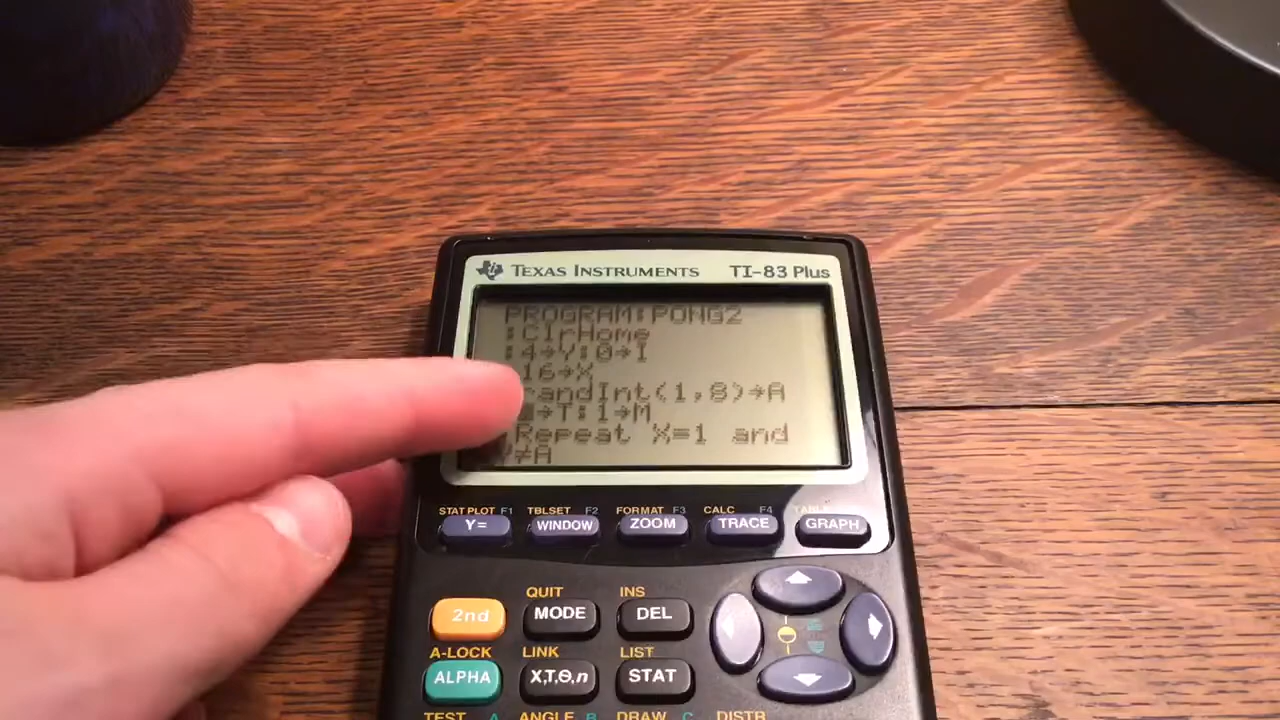 TEXAS INSTRUMENTS TI-83 Plus
PROGRAM:PONG2
:ClrHome
:4→Y:0→I
16→X
randInt(1,8)→A
→T:1→M
Repeat X=1 and
≠A
STAT PLOT F1 TBLSET F2 FORMAT F3 CALC F4 TABLE
Y= WINDOW ZOOM TRACE GRAPH
QUIT INS
2nd MODE DEL
A-LOCK LINK LIST
ALPHA X,T,Θ,n STAT
TEST A ANGLE B DRAW C DISTR